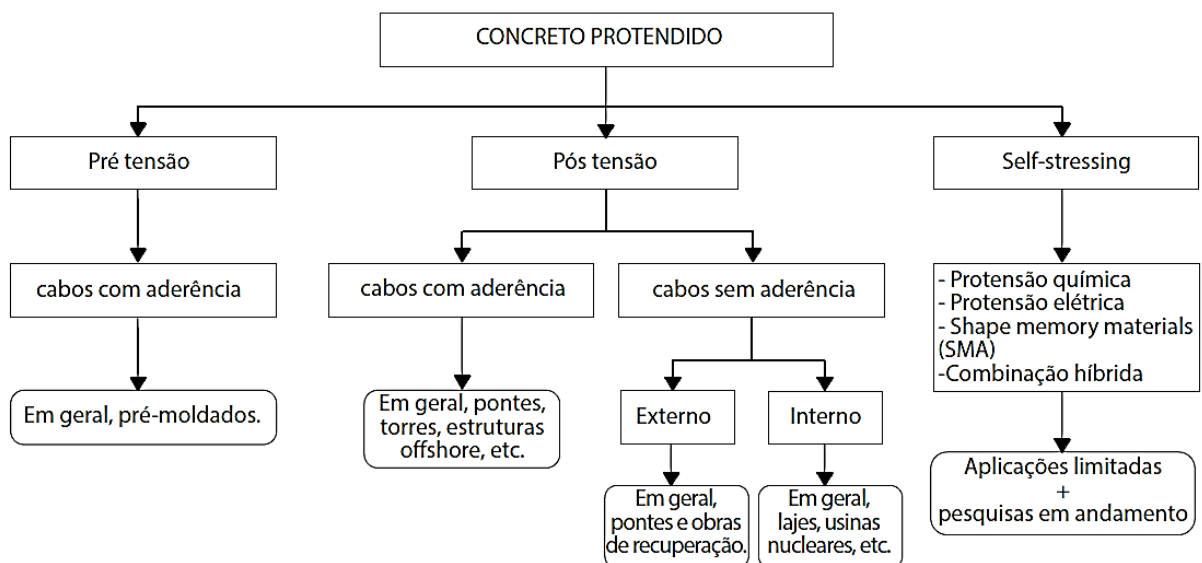 CONCRETO PROTENDIDO
Pré tensão
Pós tensão
Self-stressing
cabos com aderência
cabos com aderência
cabos sem aderência
- Protensão química
- Protensão elétrica
- Shape memory materials
(SMA)
-Combinação híbrida
Em geral, pré-moldados.
Em geral, pontes,
torres, estruturas
offshore, etc.
Externo
Interno
Em geral,
pontes e obras
de recuperação.
Em geral,
lajes, usinas
nucleares, etc.
Aplicações limitadas
+
pesquisas em andamento